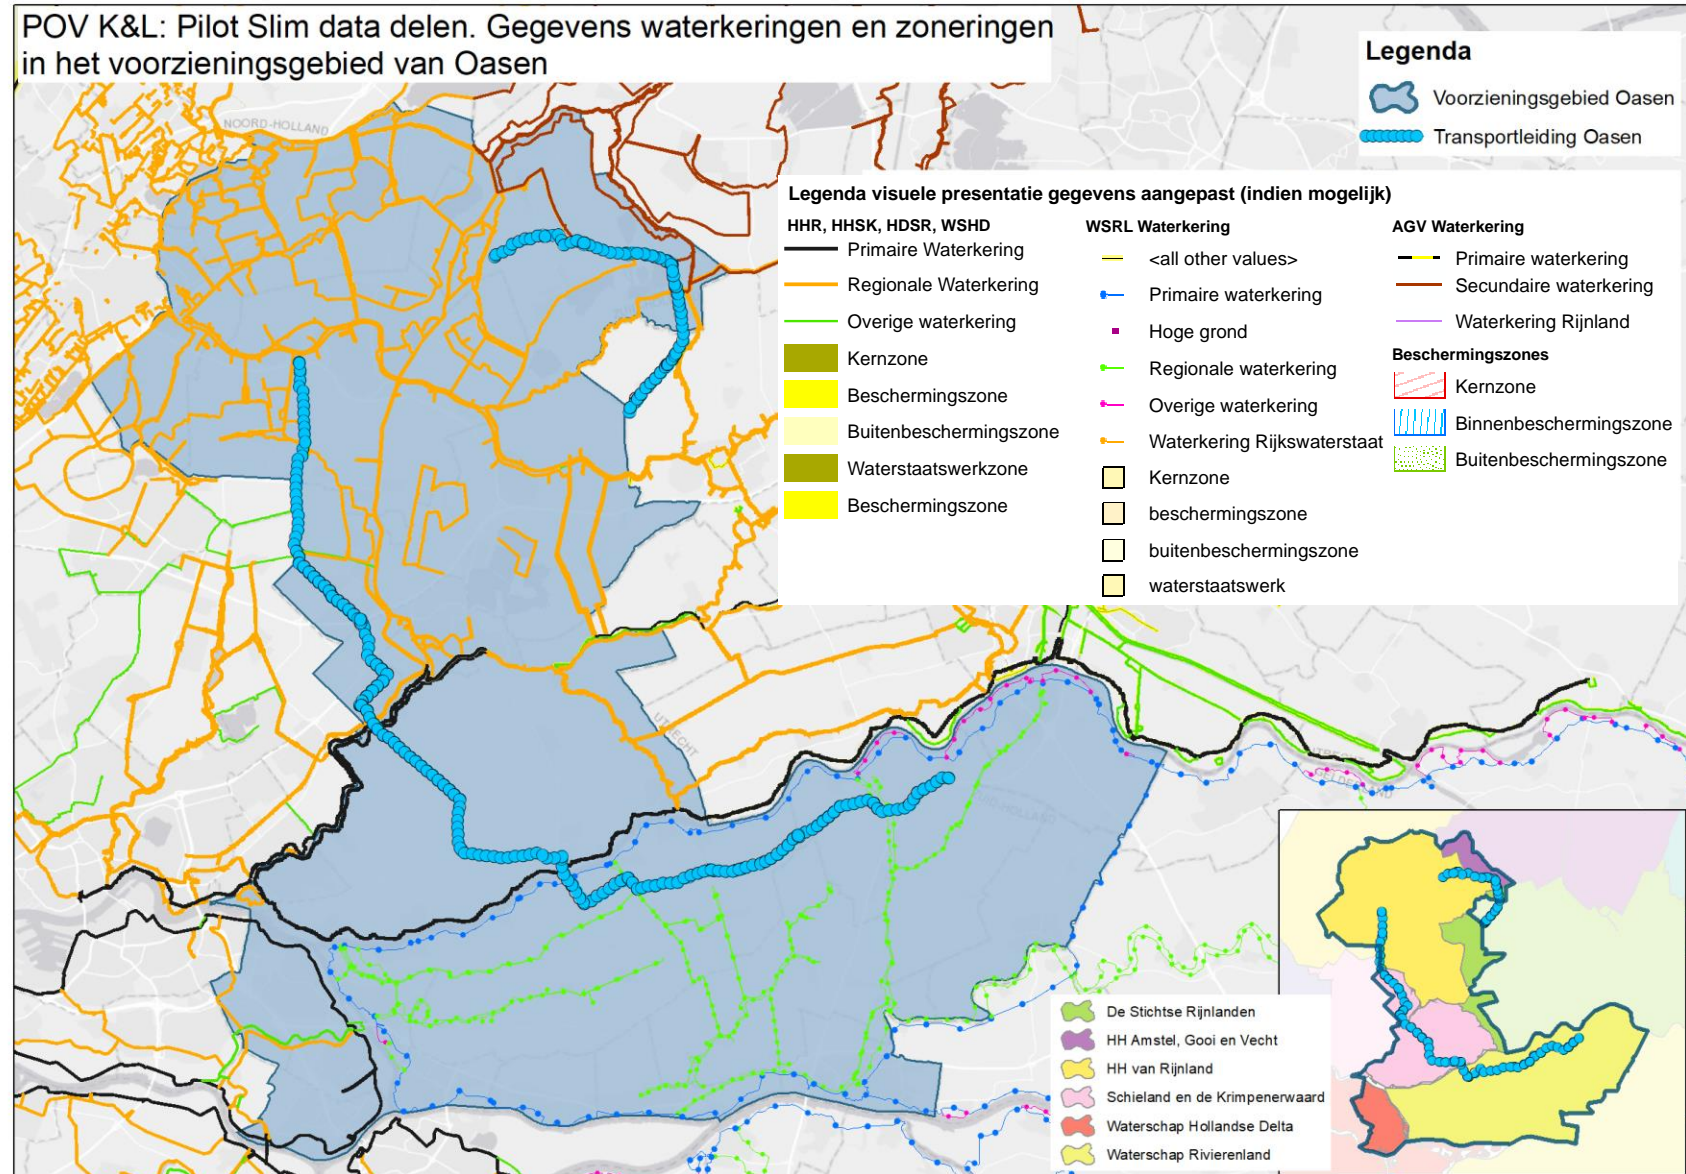 POV K&L: Pilot Slim data delen. Gegevens waterkeringen en zoneringen
in het voorzieningsgebied van Oasen
Legenda
Voorzieningsgebied Oasen
Transportleiding Oasen
Legenda visuele presentatie gegevens aangepast (indien mogelijk)
HHR, HHSK, HDSR, WSHD
Primaire Waterkering
Regionale Waterkering
Overige waterkering
Kernzone
Beschermingszone
Buitenbeschermingszone
Waterstaatswerkzone
Beschermingszone
WSRL Waterkering
<all other values>
Primaire waterkering
Hoge grond
Regionale waterkering
Overige waterkering
Waterkering Rijkswaterstaat
Kernzone
beschermingszone
buitenbeschermingszone
waterstaatswerk
AGV Waterkering
Primaire waterkering
Secundaire waterkering
Waterkering Rijnland
Beschermingszones
Kernzone
Binnenbeschermingszone
Buitenbeschermingszone
NOORD-HOLLAND
UTRECHT
UTRECHT
GELDERLAND
ZUID-HOLLAND
De Stichtse Rijnlanden
HH Amstel, Gooi en Vecht
HH van Rijnland
Schieland en de Krimpenerwaard
Waterschap Hollandse Delta
Waterschap Rivierenland